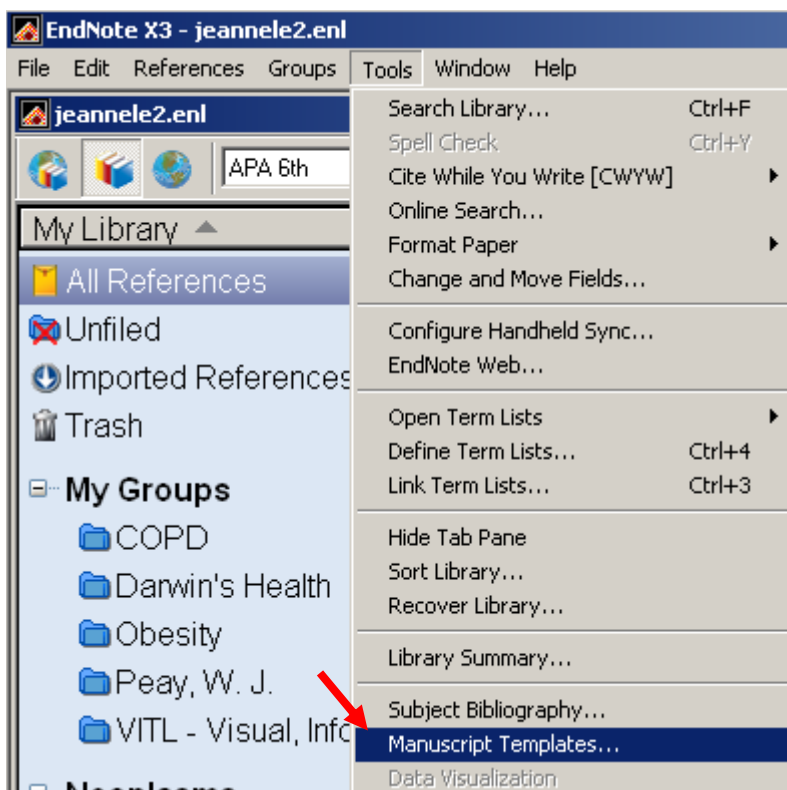 EndNote X3 - jeannele2.enl
File Edit References Groups Tools Window Help
jeannele2.enl
APA 6th
My Library
All References
Unfiled
Imported References
Trash
My Groups
COPD
Darwin's Health
Obesity
Peay, W. J.
VITL - Visual, Info
Search Library... Ctrl+F
Spell Check Ctrl+Y
Cite While You Write [CWYW]
Online Search...
Format Paper
Change and Move Fields...
Configure Handheld Sync...
EndNote Web...
Open Term Lists
Define Term Lists... Ctrl+4
Link Term Lists... Ctrl+3
Hide Tab Pane
Sort Library...
Recover Library...
Library Summary...
Subject Bibliography...
Manuscript Templates...
Data Visualization